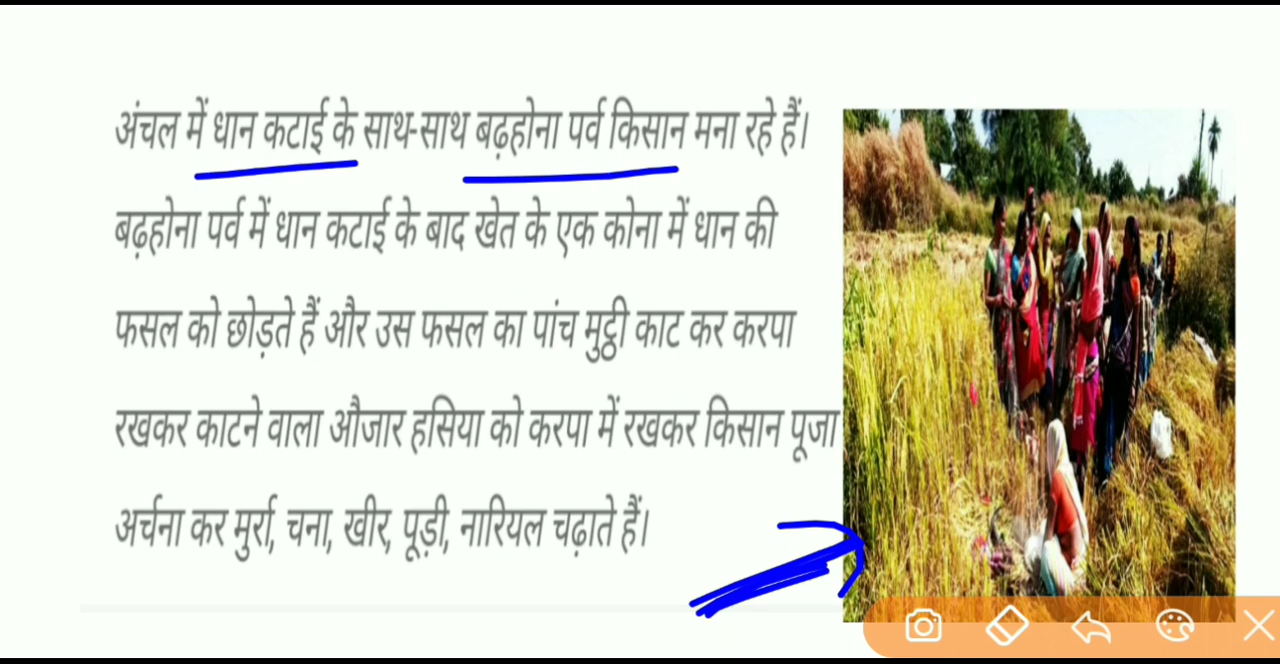 अंचल में धान कटाई के साथ-साथ बढ़होना पर्व किसान मना रहे हैं।
बढ़होना पर्व में धान कटाई के बाद खेत के एक कोना में धान की
फसल को छोड़ते हैं और उस फसल का पांच मुट्ठी काट कर करपा
रखकर काटने वाला औजार हसिया को करपा में रखकर किसान पूजा
अर्चना कर मुर्रा, चना, खीर, पूड़ी, नारियल चढ़ाते हैं।